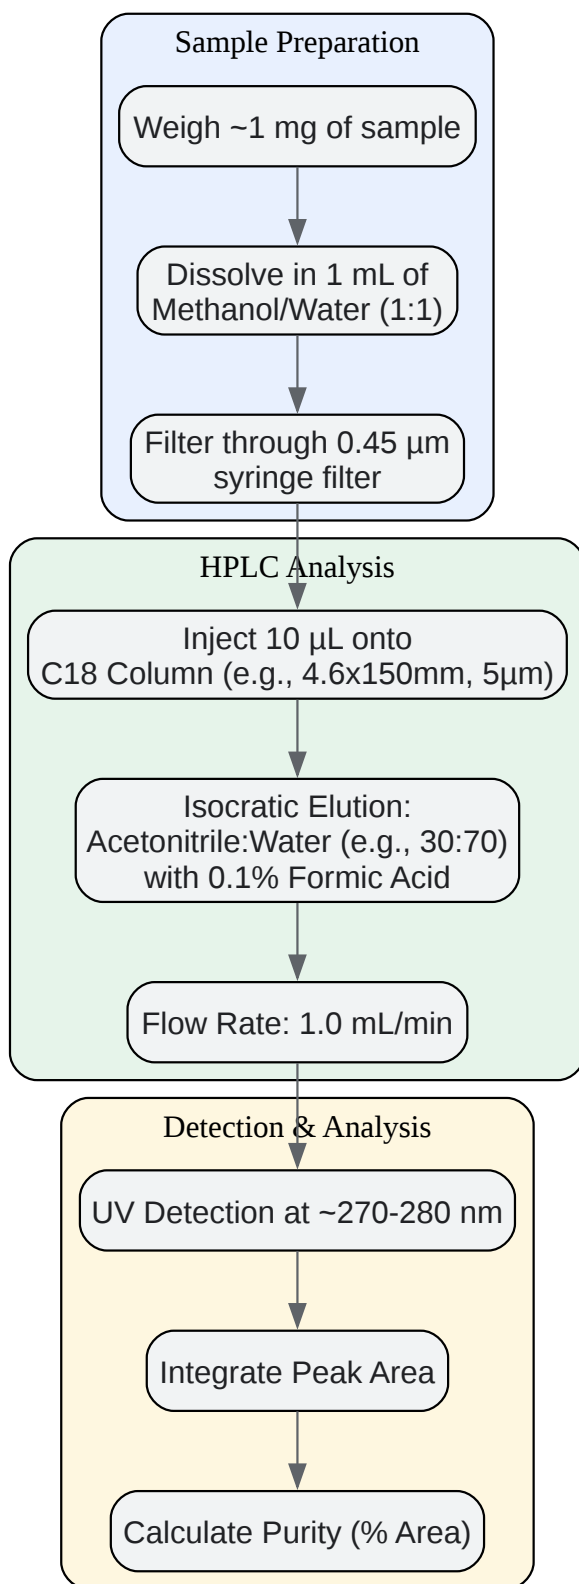 Sample Preparation
Weigh ~1 mg of sample
Dissolve in 1 mL of
Methanol/Water (1:1)
Filter through 0.45 µm
syringe filter
HPLC Analysis
Inject 10 µL onto
C18 Column (e.g., 4.6x150mm, 5µm)
Isocratic Elution:
Acetonitrile:Water (e.g., 30:70)
with 0.1% Formic Acid
Flow Rate: 1.0 mL/min
Detection & Analysis
UV Detection at ~270-280 nm
Integrate Peak Area
Calculate Purity (% Area)